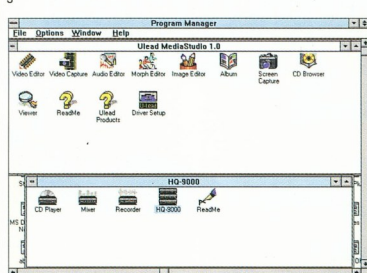 Program Manager
File Options Window Help
Ulead MediaStudio 1.0
Video Editor Video Capture Audio Editor Morph Editor Image Editor Album Screen Capture CD Browser
Viewer ReadMe Ulead Products Driver Setup
HQ-9000
CD Player Mixer Recorder HQ-9000 ReadMe
MS D